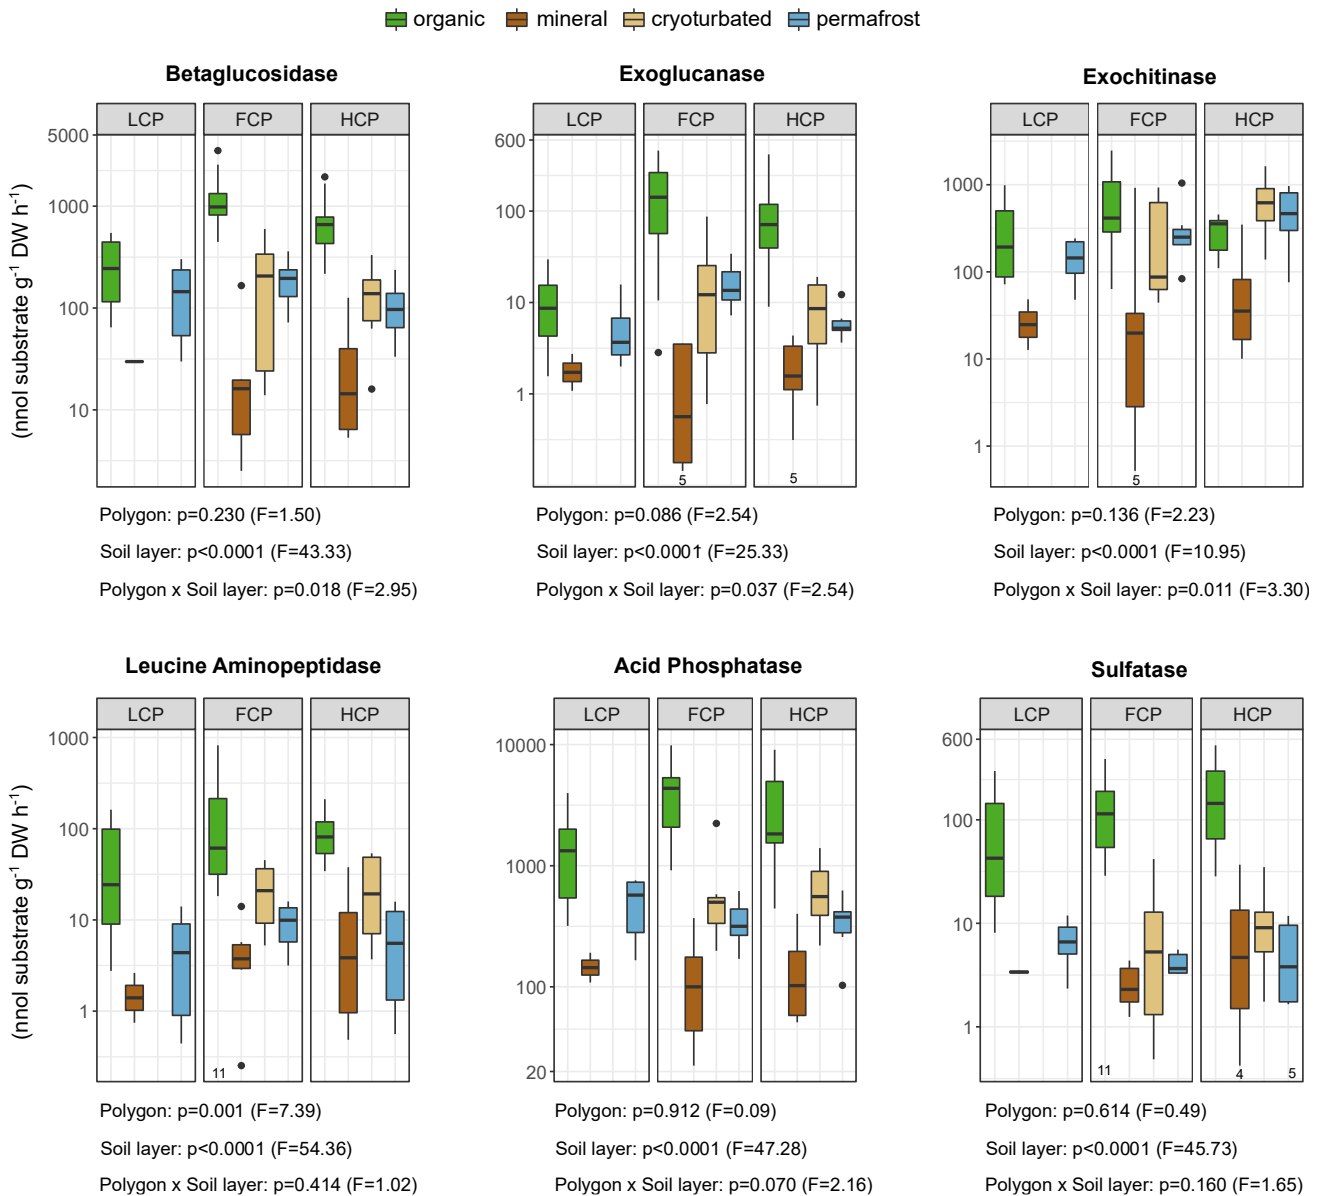 organic mineral cryoturbated permafrost
Betaglucosidase
Exoglucanase
Exochitinase
LCP FCP HCP
LCP FCP HCP
LCP FCP HCP
(nnol substrate g-1 DW h-1)
5000
1000
100
10
600
100
10
1
5 5
1000
100
10
1
5
Polygon: p=0.230 (F=1.50)
Soil layer: p<0.0001 (F=43.33)
Polygon x Soil layer: p=0.018 (F=2.95)
Polygon: p=0.086 (F=2.54)
Soil layer: p<0.0001 (F=25.33)
Polygon x Soil layer: p=0.037 (F=2.54)
Polygon: p=0.136 (F=2.23)
Soil layer: p<0.0001 (F=10.95)
Polygon x Soil layer: p=0.011 (F=3.30)
Leucine Aminopeptidase
Acid Phosphatase
Sulfatase
LCP FCP HCP
LCP FCP HCP
LCP FCP HCP
(nnol substrate g-1 DW h-1)
1000
100
10
1
11
10000
1000
100
20
600
100
10
1
11 4 5
Polygon: p=0.001 (F=7.39)
Soil layer: p<0.0001 (F=54.36)
Polygon x Soil layer: p=0.414 (F=1.02)
Polygon: p=0.912 (F=0.09)
Soil layer: p<0.0001 (F=47.28)
Polygon x Soil layer: p=0.070 (F=2.16)
Polygon: p=0.614 (F=0.49)
Soil layer: p<0.0001 (F=45.73)
Polygon x Soil layer: p=0.160 (F=1.65)